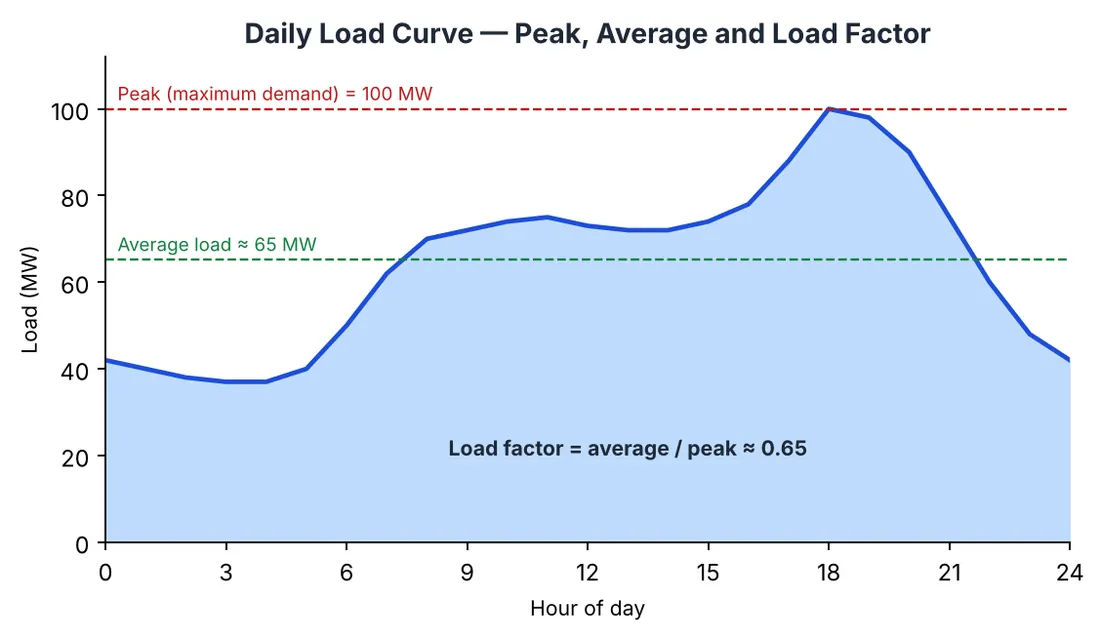 Daily Load Curve — Peak, Average and Load Factor
Peak (maximum demand) = 100 MW
100
80
Average load ≈ 65 MW
60
Load (MW)
40
Load factor = average / peak ≈ 0.65
20
0
0 3 6 9 12 15 18 21 24
Hour of day